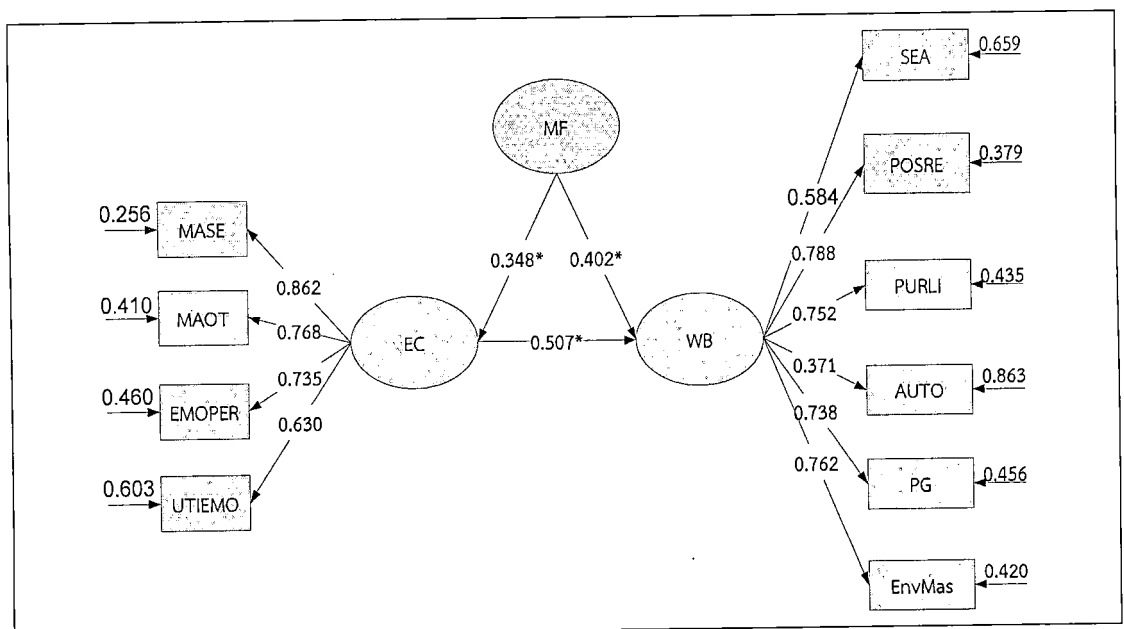 SEA
0.659
MF
POSRE
0.379
0.584
0.256
MASE
0.348*
0.402*
0.788
0.862
PURLI
0.435
0.410
MAOT
0.768
0.752
EC
0.507*
WB
0.371
AUTO
0.863
0.735
0.460
EMOPER
0.738
0.630
0.762
PG
0.456
0.603
UTIEMO
EnvMas
0.420